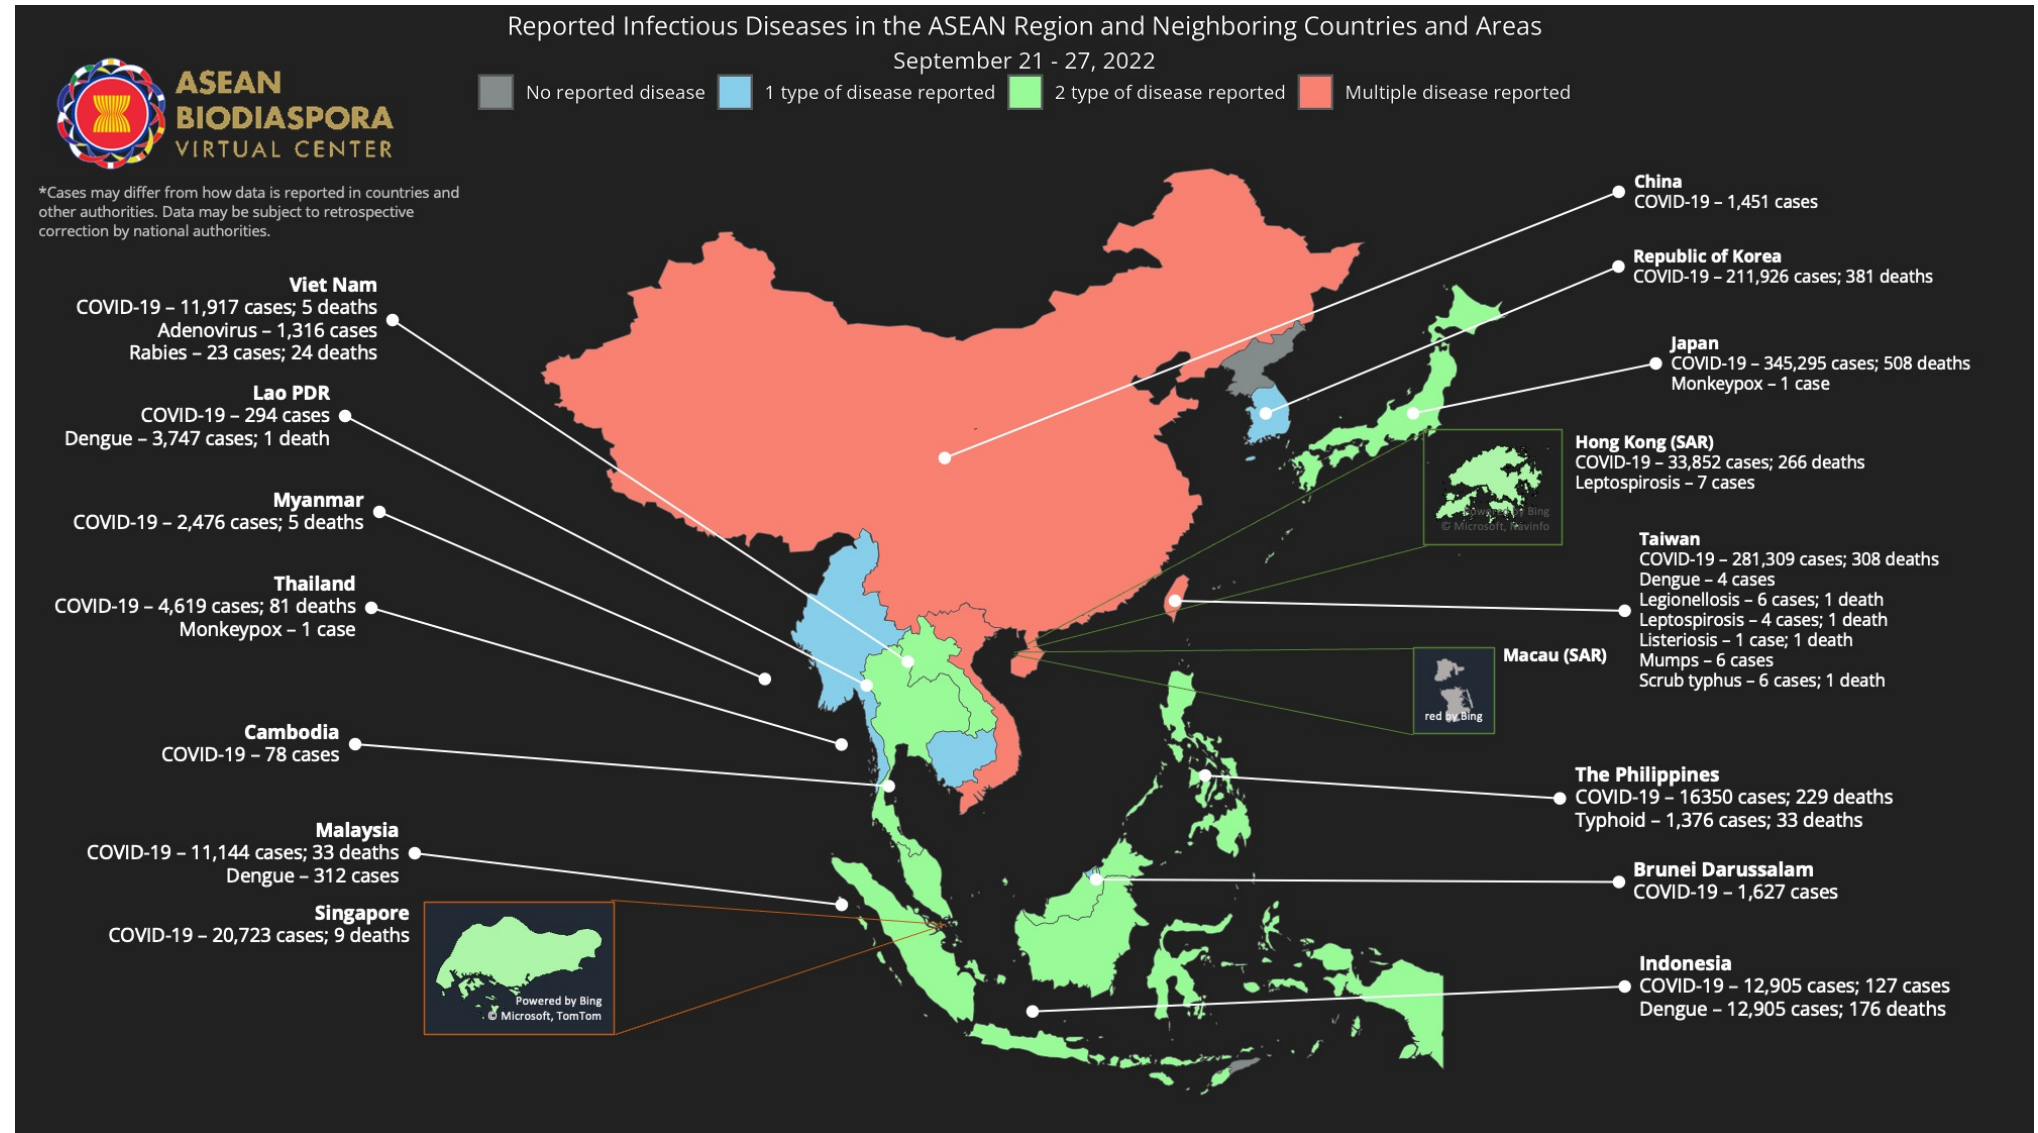 Reported Infectious Diseases in the ASEAN Region and Neighboring Countries and Areas
September 21 - 27, 2022
No reported disease
1 type of disease reported
2 type of disease reported
Multiple disease reported
ASEAN
BIODIASPORA
VIRTUAL CENTER
*Cases may differ from how data is reported in countries and
other authorities. Data may be subject to retrospective
correction by national authorities.
Viet Nam
COVID-19 – 11,917 cases; 5 deaths
Adenovirus – 1,316 cases
Rabies – 23 cases; 24 deaths
Lao PDR
COVID-19 – 294 cases
Dengue – 3,747 cases; 1 death
Myanmar
COVID-19 – 2,476 cases; 5 deaths
Thailand
COVID-19 – 4,619 cases; 81 deaths
Monkeypox – 1 case
Cambodia
COVID-19 – 78 cases
Malaysia
COVID-19 – 11,144 cases; 33 deaths
Dengue – 312 cases
Singapore
COVID-19 – 20,723 cases; 9 deaths
Powered by Bing
© Microsoft, TomTom
China
COVID-19 – 1,451 cases
Republic of Korea
COVID-19 – 211,926 cases; 381 deaths
Japan
COVID-19 – 345,295 cases; 508 deaths
Monkeypox – 1 case
Hong Kong (SAR)
COVID-19 – 33,852 cases; 266 deaths
Leptospirosis – 7 cases
Powered by Bing
© Microsoft, Navinfo
Taiwan
COVID-19 – 281,309 cases; 308 deaths
Dengue – 4 cases
Legionellosis – 6 cases; 1 death
Leptospirosis – 4 cases; 1 death
Listeriosis – 1 case; 1 death
Mumps – 6 cases
Scrub typhus – 6 cases; 1 death
Macau (SAR)
red by Bing
The Philippines
COVID-19 – 16350 cases; 229 deaths
Typhoid – 1,376 cases; 33 deaths
Brunei Darussalam
COVID-19 – 1,627 cases
Indonesia
COVID-19 – 12,905 cases; 127 cases
Dengue – 12,905 cases; 176 deaths